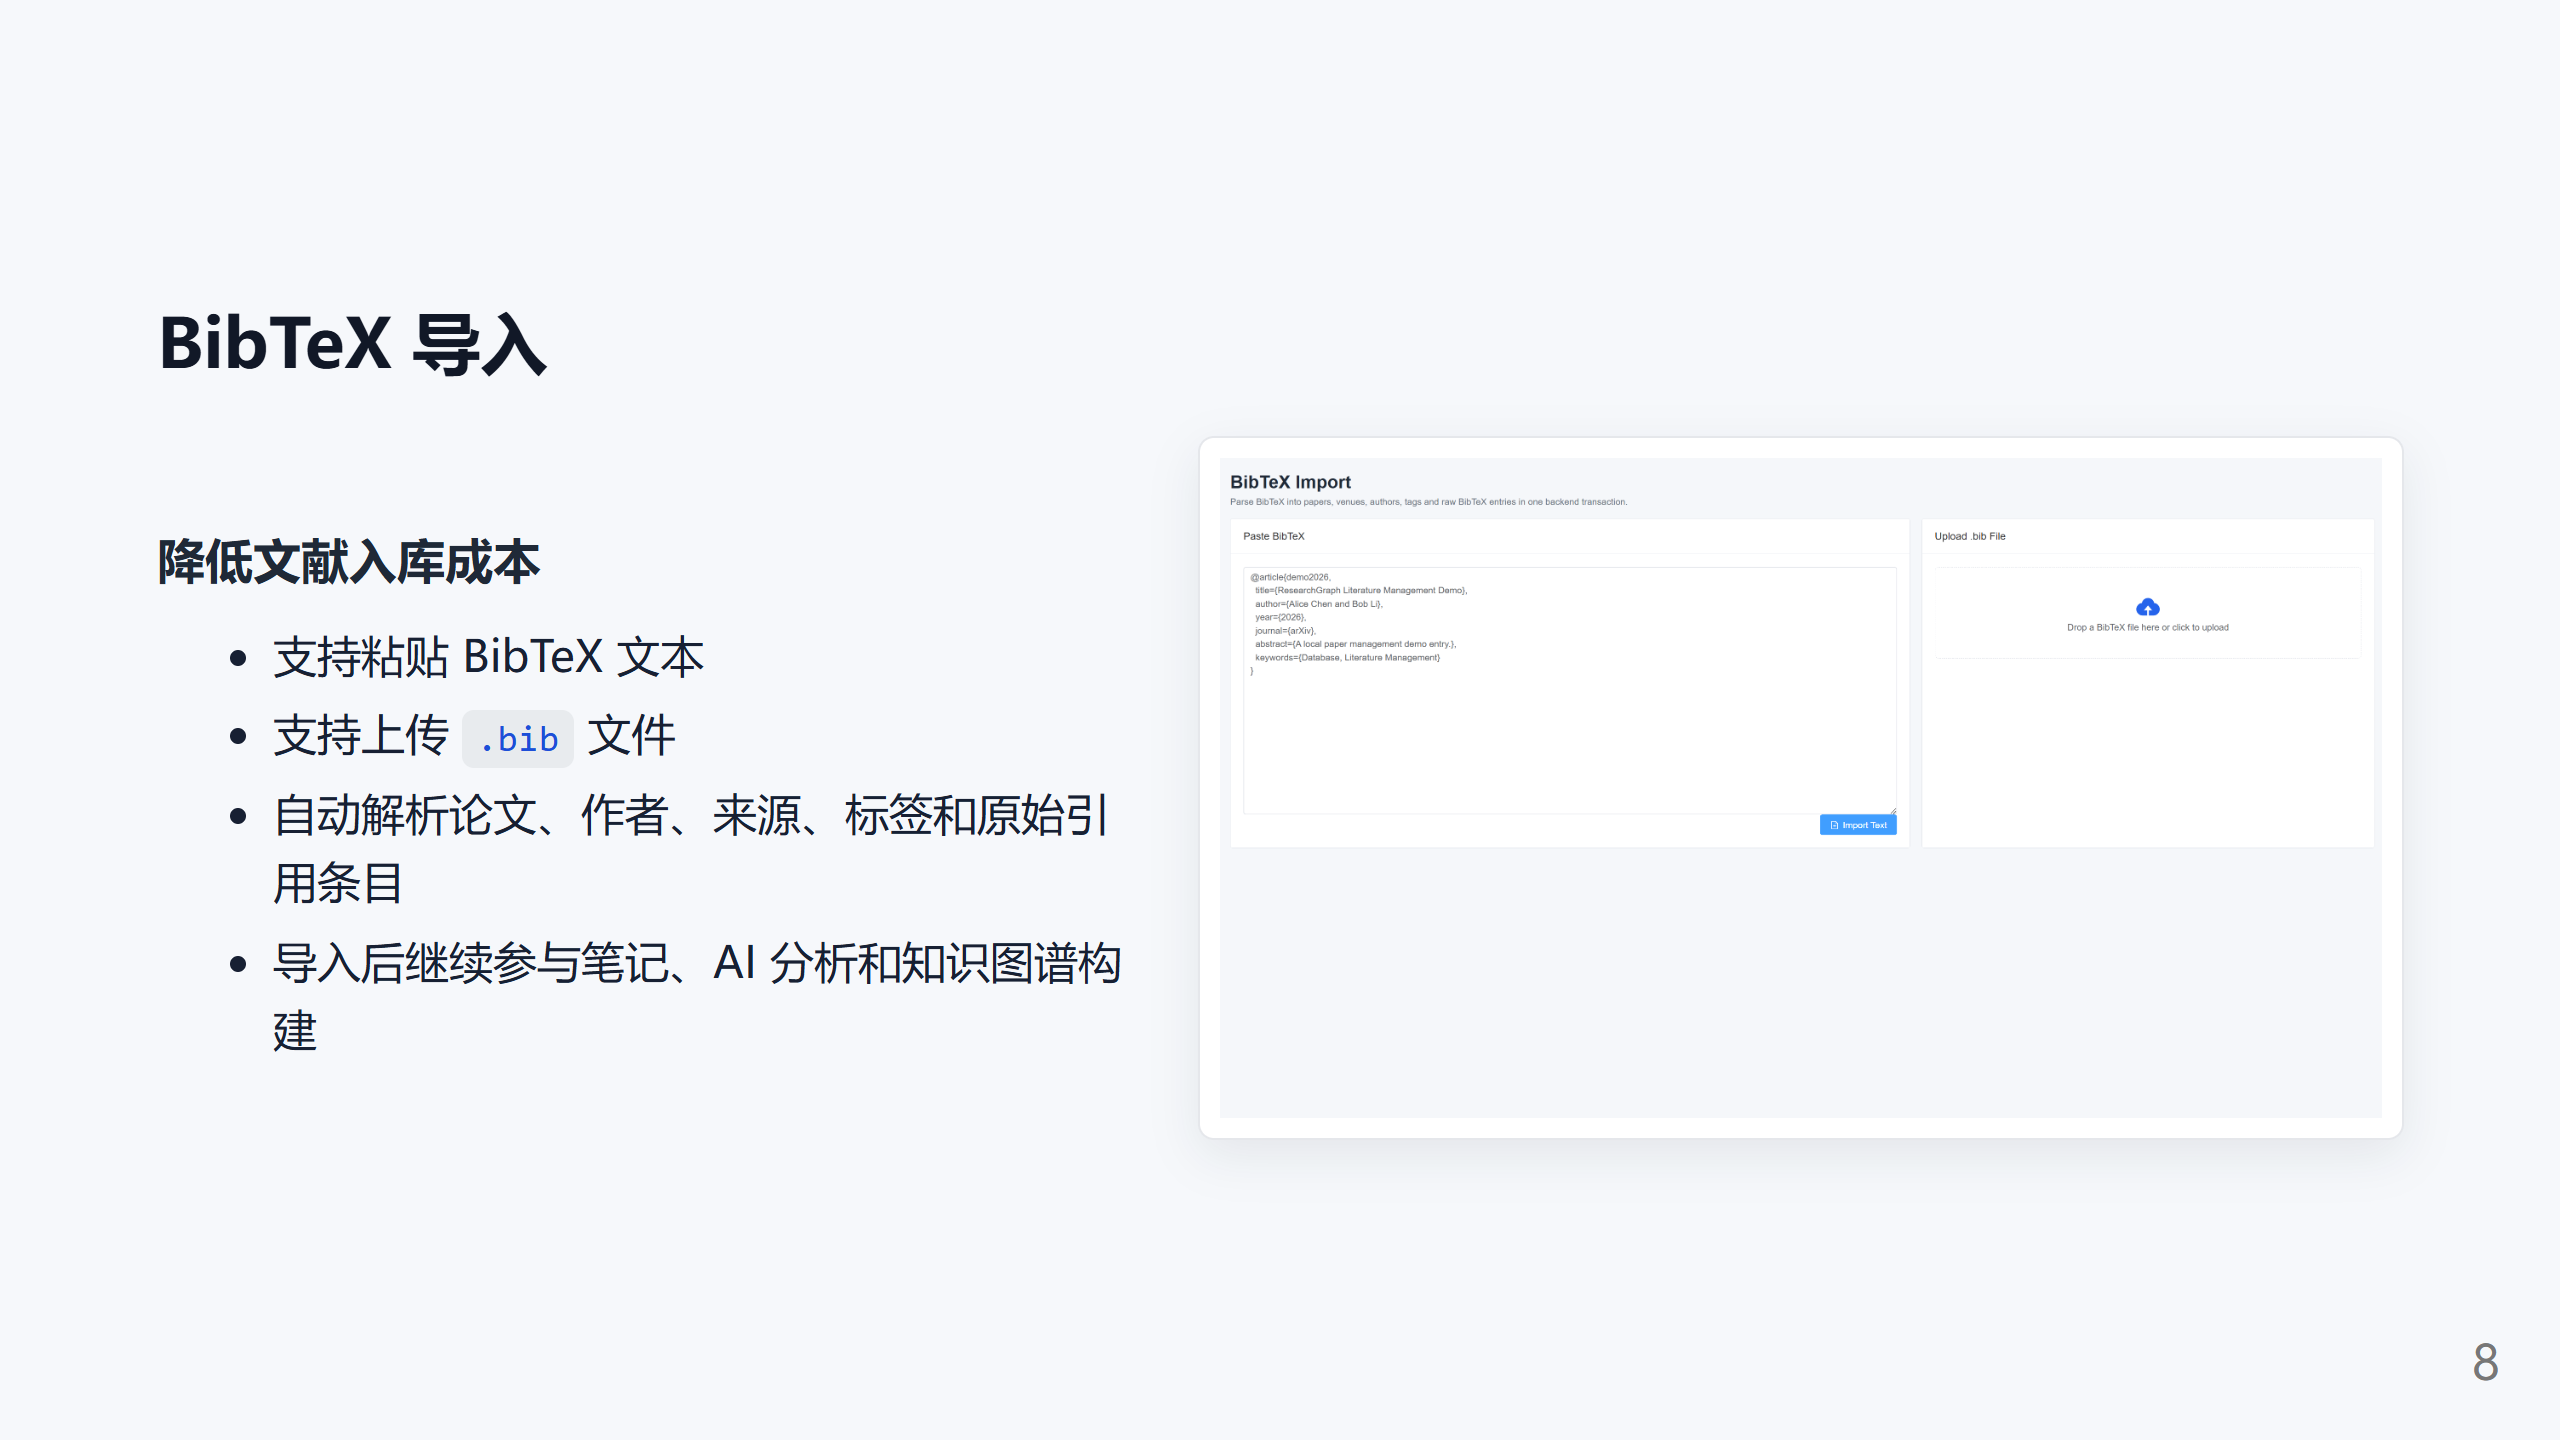 BibTeX 导入
降低文献入库成本
支持粘贴 BibTeX 文本
支持上传 .bib 文件
自动解析论文、作者、来源、标签和原始引
用条目
导入后继续参与笔记、AI 分析和知识图谱构
建
BibTeX Import
Parse BibTeX into papers, venues, authors, tags and raw BibTeX entries in one backend transaction.
Paste BibTeX
@article{demo2026,
title={ResearchGraph Literature Management Demo},
author={Alice Chen and Bob Li},
year={2026},
journal={arXiv},
abstract={A local paper management demo entry.},
keywords={Database, Literature Management}
}
Import Text
Upload .bib File
Drop a BibTeX file here or click to upload
8